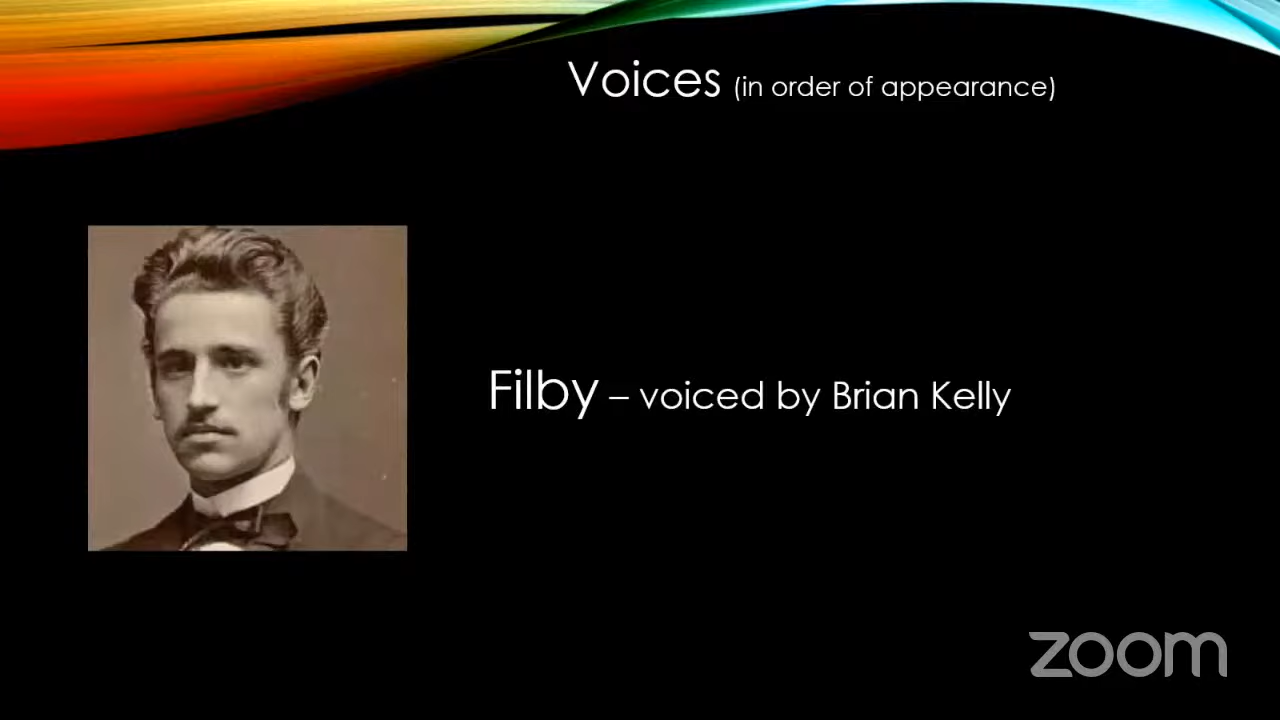 Voices (in order of appearance)
Filby – voiced by Brian Kelly
zoom